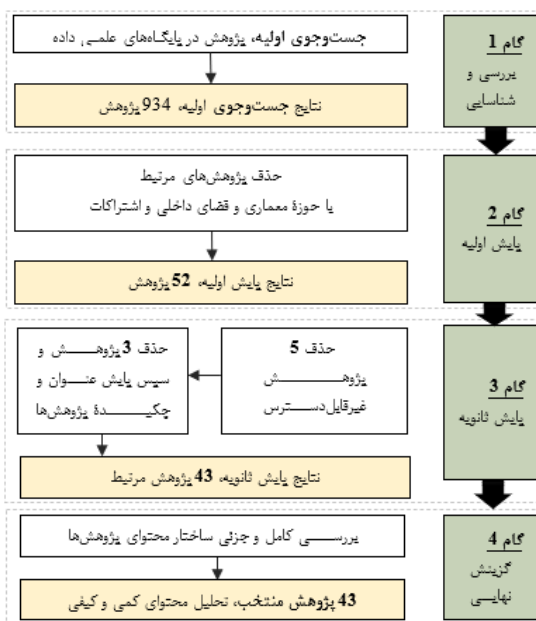 گام 1
بررسی و
شناسایی
جست‌وجوی اولیه، پژوهش در پایگاه‌های علمی داده
نتایج جست‌وجوی اولیه، 934 پژوهش
گام 2
پایش اولیه
حذف پژوهش‌های مرتبط
با حوزهٔ معماری و فضای داخلی و اشتراکات
نتایج پایش اولیه، 52 پژوهش
گام 3
پایش ثانویه
حذف 5
پژوهش
غیرقابل‌دسترس
حذف 3 پژوهش و
سپس پایش عنوان و
چکیدهٔ پژوهش‌ها
نتایج پایش ثانویه، 43 پژوهش مرتبط
گام 4
گزینش
نهایی
بررسی کامل و جزئی ساختار محتوای پژوهش‌ها
43 پژوهش منتخب، تحلیل محتوای کمی و کیفی